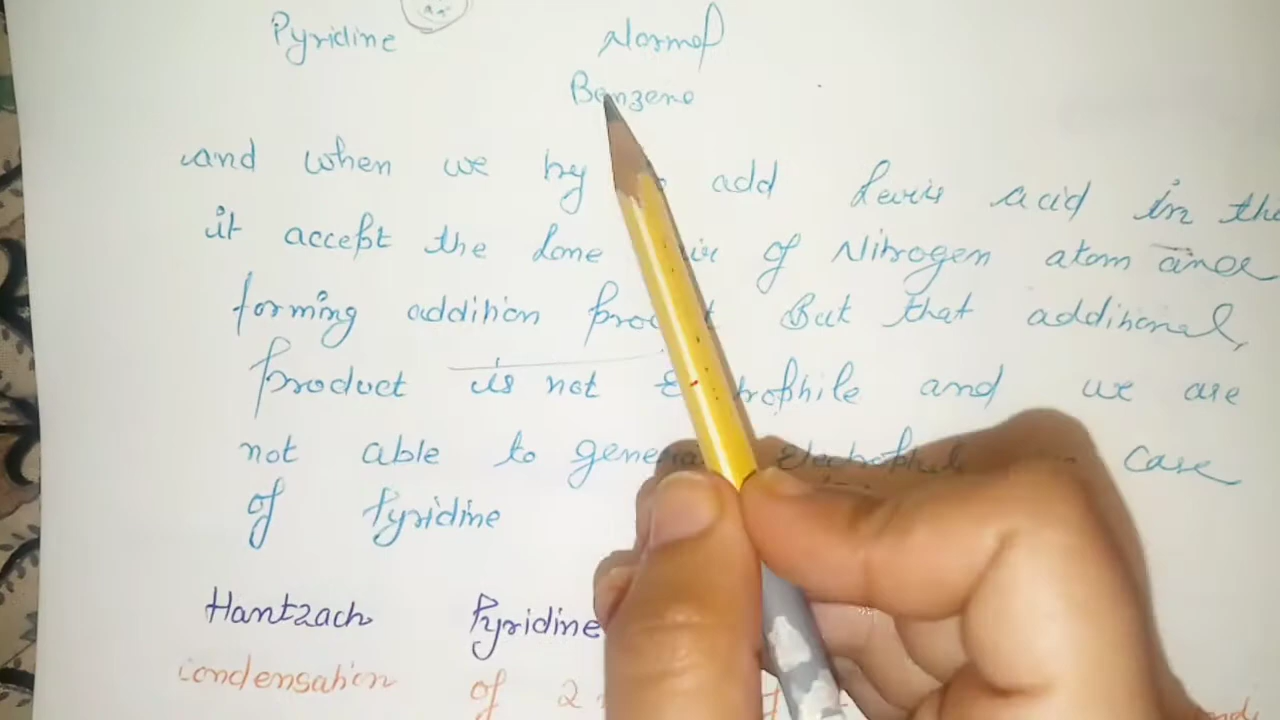 Pyridine Normal
Benzene
and when we try add Lewis acid in the
it accept the lone of Nitrogen atom and
forming addition But that additional,
product is not and we are
not able to case
of Pyridine
Hantzach Pyridine
condensation of 2